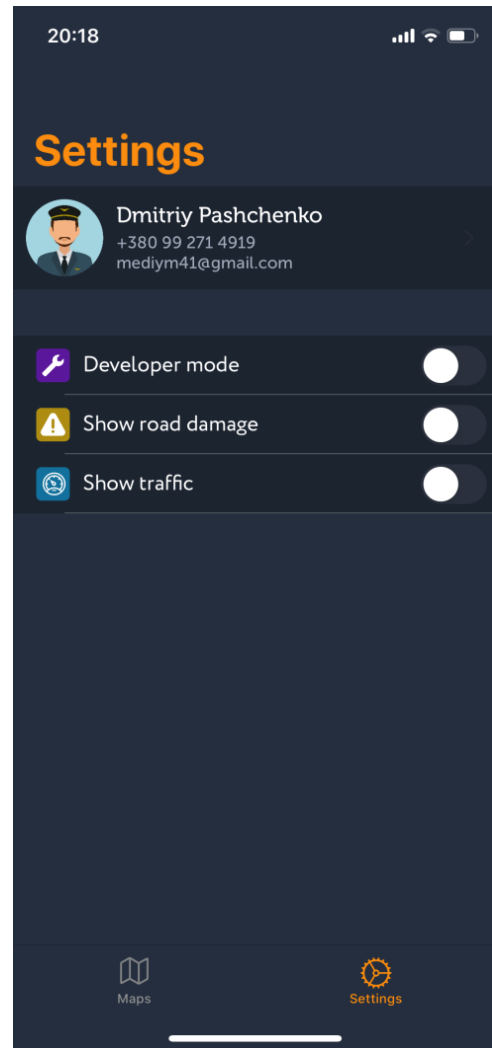 20:18
Settings
Dmitriy Pashchenko
+380 99 271 4919
mediym41@gmail.com
Developer mode
Show road damage
Show traffic
Maps
Settings